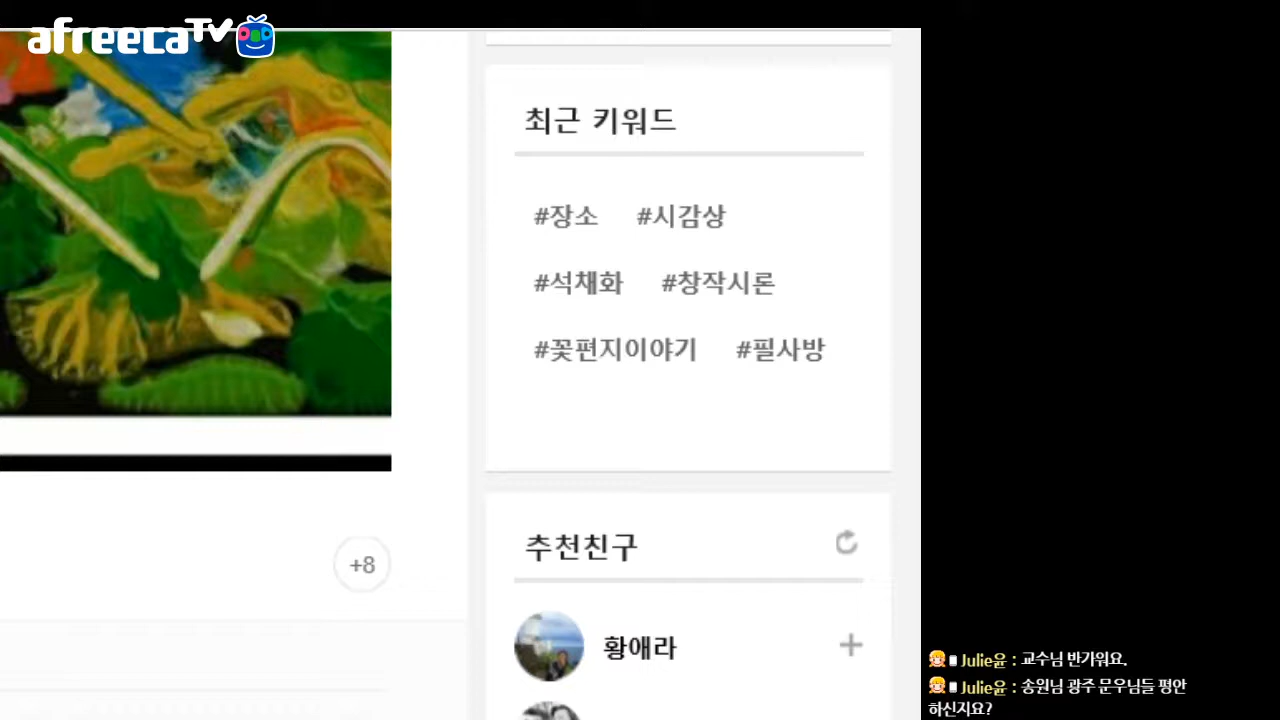 afreecaTV
최근 키워드
#장소 #시감상
#석채화 #창작시론
#꽃편지이야기 #필사방
+8
추천친구
황애라
Julie윤 : 교수님 반가워요.
Julie윤 : 송원님 광주 문우님들 평안
하신지요?